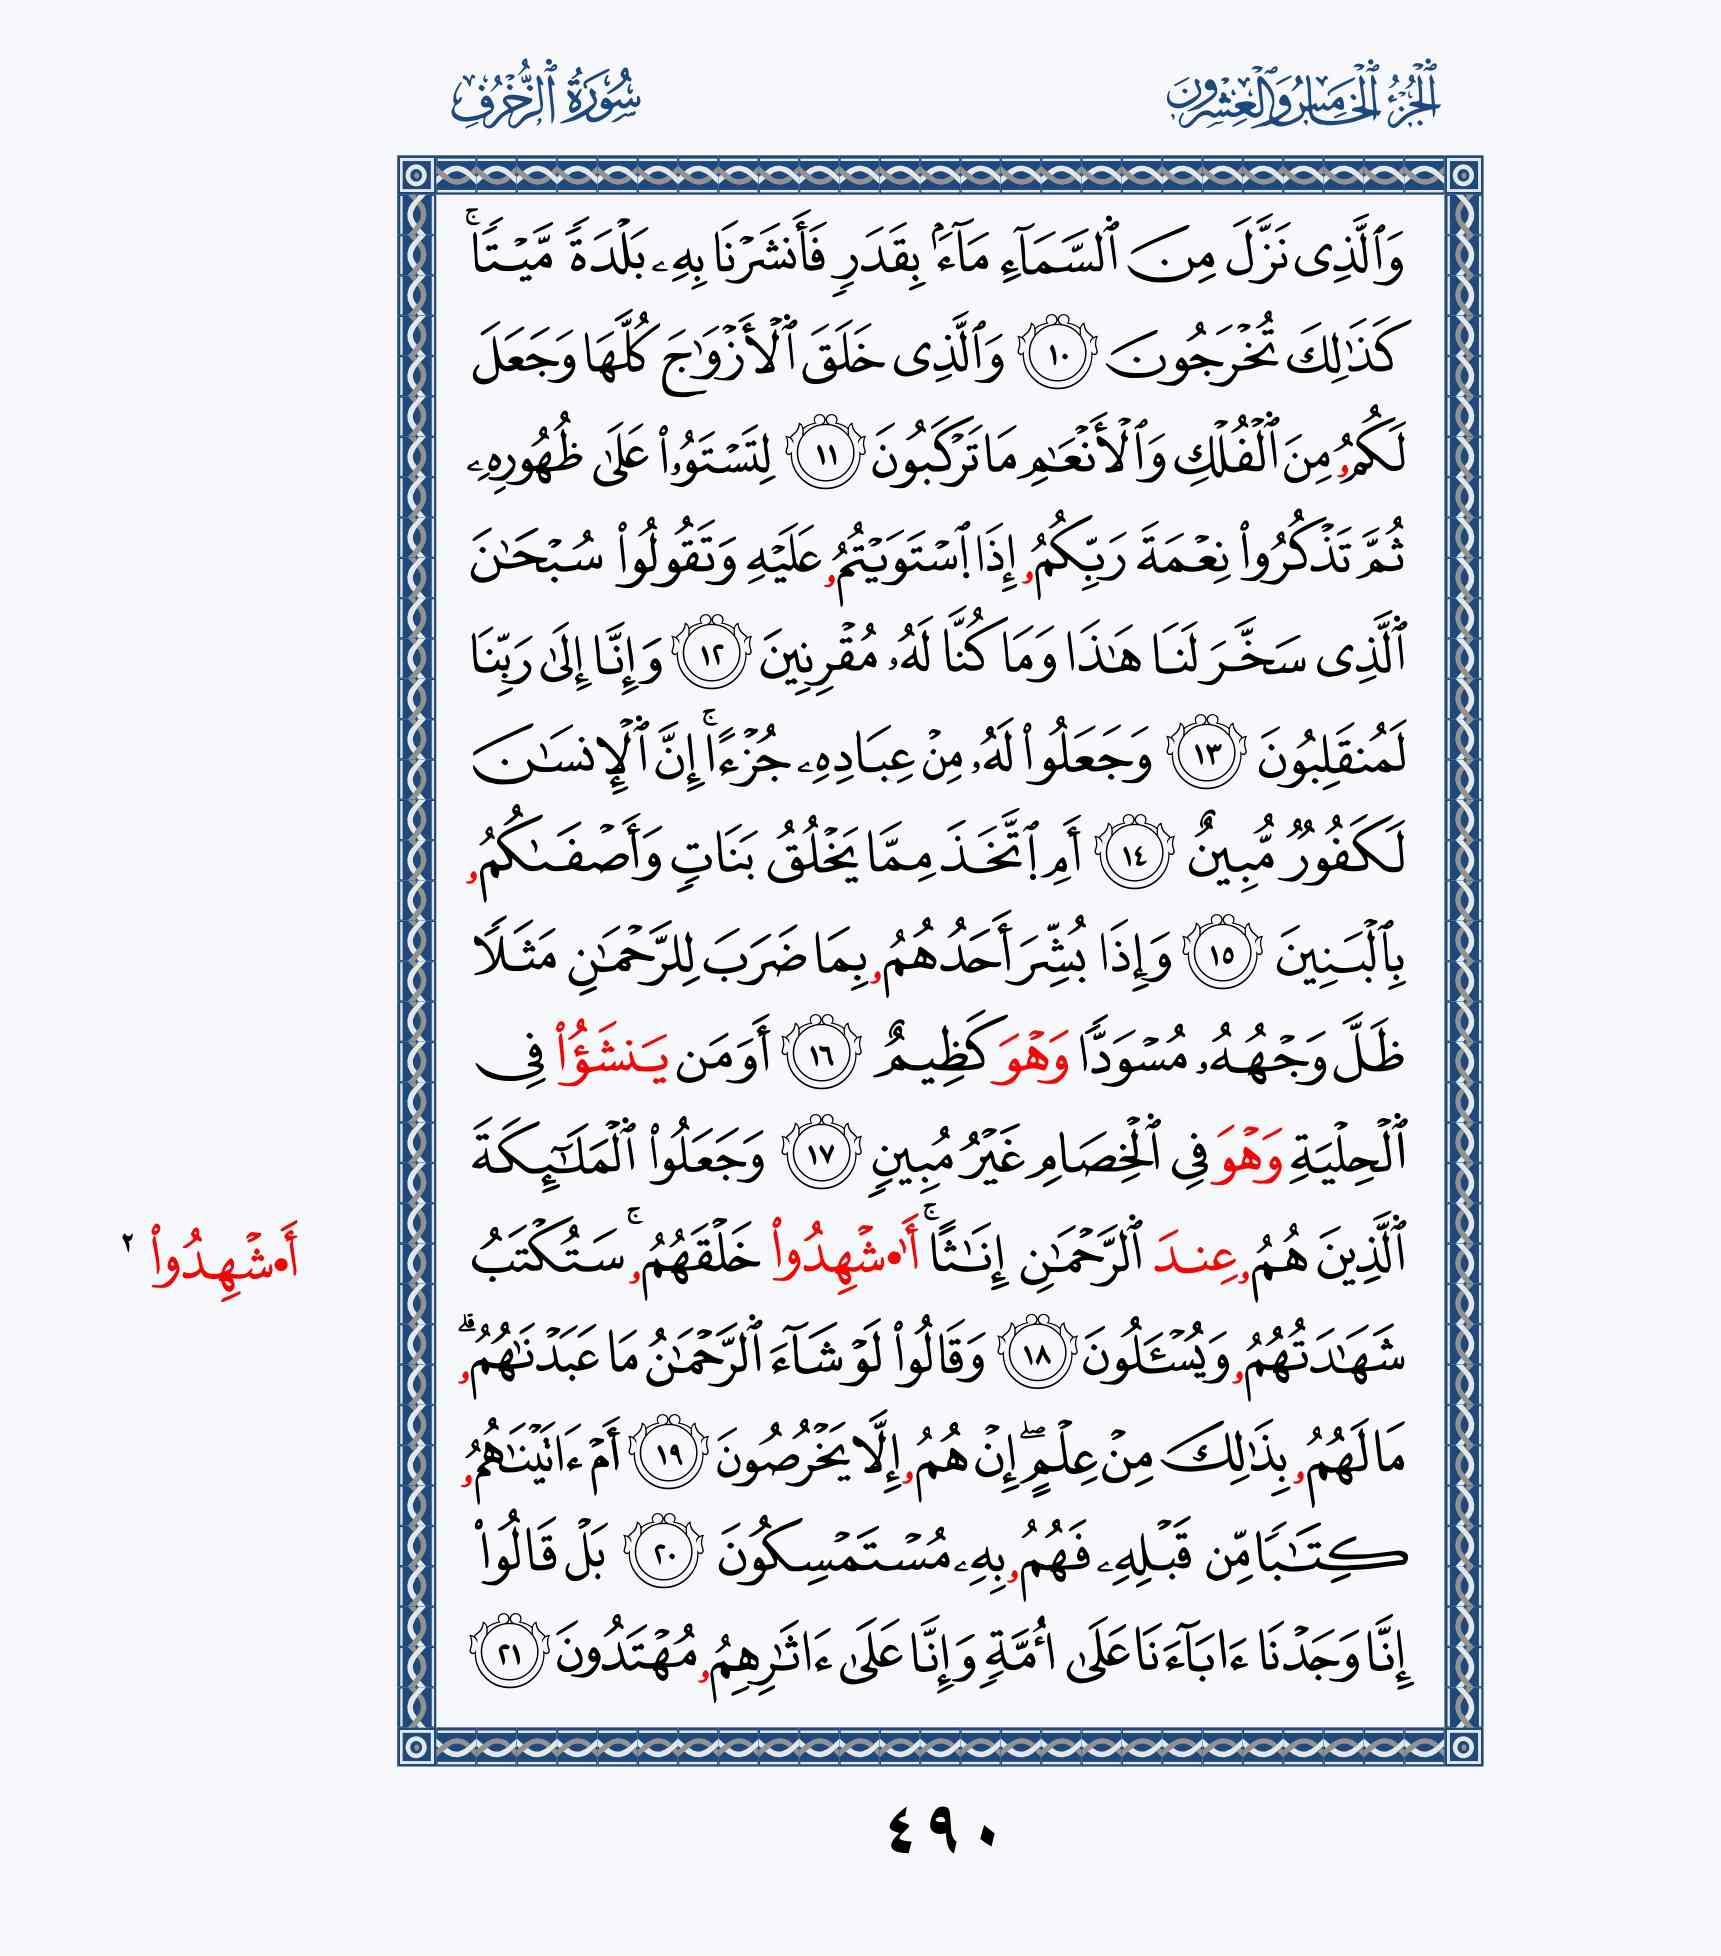 ٱلْجُزْءُ ٱلْخَامِسُ وَٱلْعِشْرُونَ
سُورَةُ ٱلزُّخْرُفِ
وَٱلَّذِى نَزَّلَ مِنَ ٱلسَّمَآءِ مَآءَۢ بِقَدَرٍ فَأَنشَرْنَا بِهِۦ بَلْدَةً مَّيْتًاۚ
كَذَٰلِكَ تُخْرَجُونَ ١٠ وَٱلَّذِى خَلَقَ ٱلْأَزْوَٰجَ كُلَّهَا وَجَعَلَ
لَكُمُۥ مِنَ ٱلْفُلْكِ وَٱلْأَنْعَٰمِ مَا تَرْكَبُونَ ١١ لِتَسْتَوُۥا۟ عَلَىٰ ظُهُورِهِۦ
ثُمَّ تَذْكُرُوا۟ نِعْمَةَ رَبِّكُمُۥ إِذَا ٱسْتَوَيْتُمُۥ عَلَيْهِ وَتَقُولُوا۟ سُبْحَٰنَ
ٱلَّذِى سَخَّرَ لَنَا هَٰذَا وَمَا كُنَّا لَهُۥ مُقْرِنِينَ ١٢ وَإِنَّا إِلَىٰ رَبِّنَا
لَمُنقَلِبُونَ ١٣ وَجَعَلُوا۟ لَهُۥ مِنْ عِبَادِهِۦ جُزْءًاۚ إِنَّ ٱلْإِنسَٰنَ
لَكَفُورٌ مُّبِينٌ ١٤ أَمِ ٱتَّخَذَ مِمَّا يَخْلُقُ بَنَاتٍ وَأَصْفَىٰكُمُۥ
بِٱلْبَنِينَ ١٥ وَإِذَا بُشِّرَ أَحَدُهُمُۥ بِمَا ضَرَبَ لِلرَّحْمَٰنِ مَثَلًا
ظَلَّ وَجْهُهُۥ مُسْوَدًّا وَهْوَ كَظِيمٌ ١٦ أَوَمَن يَنشَؤُا۟ فِى
ٱلْحِلْيَةِ وَهْوَ فِى ٱلْخِصَامِ غَيْرُ مُبِينٍ ١٧ وَجَعَلُوا۟ ٱلْمَلَٰٓئِكَةَ
ٱلَّذِينَ هُمُۥ عِندَ ٱلرَّحْمَٰنِ إِنَٰثًاۚ أَٰ•شْهِدُوا۟ خَلْقَهُمُۥۚ سَتُكْتَبُ
أَ•شْهِدُوا۟ ٢
شَهَٰدَتُهُمُۥ وَيُسْـَٔلُونَ ١٨ وَقَالُوا۟ لَوْ شَآءَ ٱلرَّحْمَٰنُ مَا عَبَدْنَٰهُمُۥۗ
مَا لَهُمُۥ بِذَٰلِكَ مِنْ عِلْمٍۖ إِنْ هُمُۥ إِلَّا يَخْرُصُونَ ١٩ أَمْ ءَاتَيْنَٰهُمُۥ
كِتَٰبًا مِّن قَبْلِهِۦ فَهُمُۥ بِهِۦ مُسْتَمْسِكُونَ ٢٠ بَلْ قَالُوا۟
إِنَّا وَجَدْنَا ءَابَآءَنَا عَلَىٰ أُمَّةٍ وَإِنَّا عَلَىٰ ءَاثَٰرِهِمُۥ مُهْتَدُونَ ٢١
٤٩٠